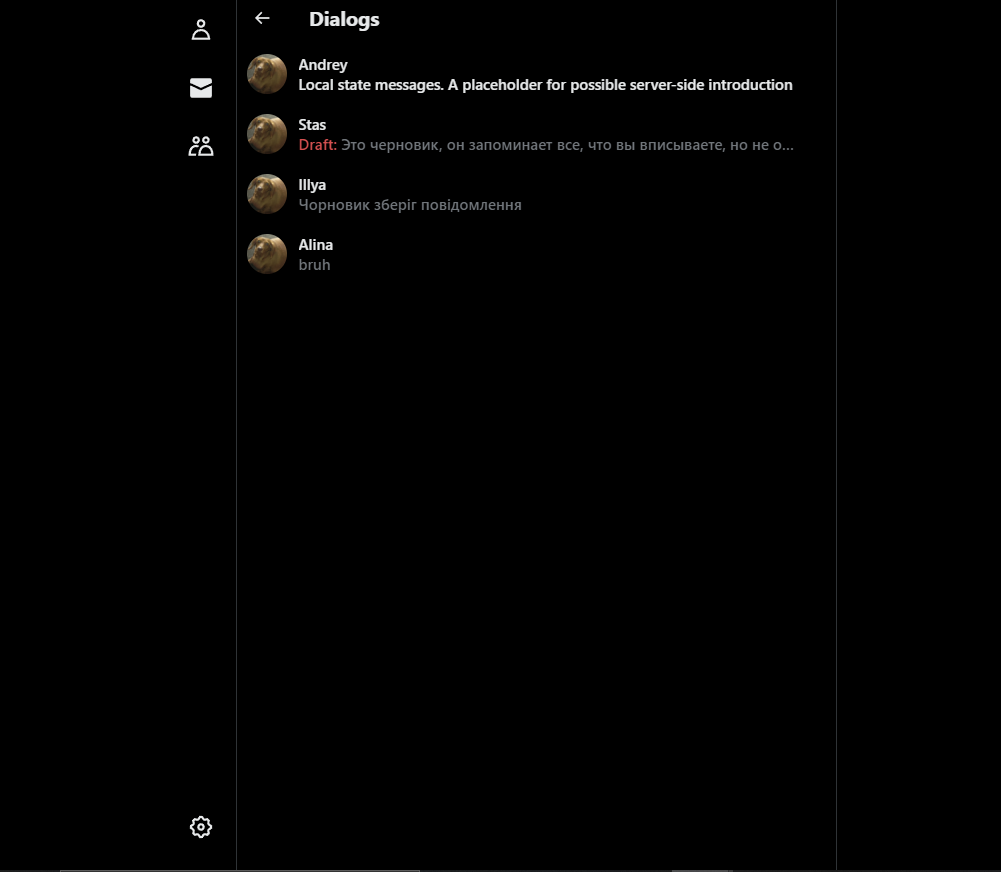 Dialogs
Andrey
Local state messages. A placeholder for possible server-side introduction
Stas
Draft: Это черновик, он запоминает все, что вы вписываете, но не о...
Illya
Чорновик зберіг повідомлення
Alina
bruh